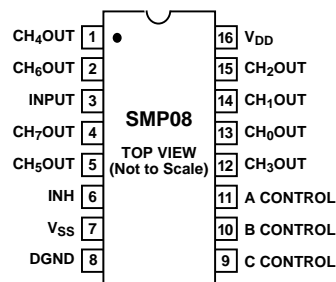 CH4OUT 1 16 VDD
CH6OUT 2 15 CH2OUT
INPUT 3 14 CH1OUT
CH7OUT 4 SMP08 13 CH0OUT
CH5OUT 5 TOP VIEW 12 CH3OUT
(Not to Scale)
INH 6 11 A CONTROL
VSS 7 10 B CONTROL
DGND 8 9 C CONTROL